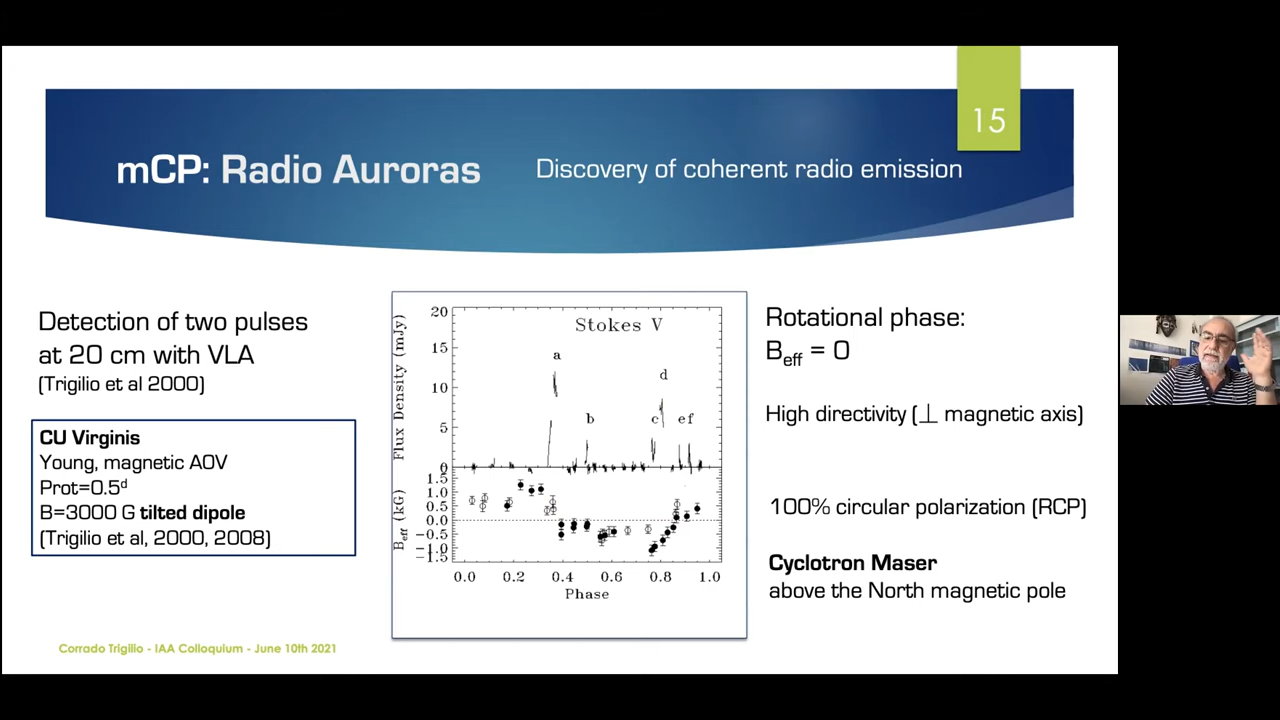 15
mCP: Radio Auroras
Discovery of coherent radio emission
Detection of two pulses
at 20 cm with VLA
(Trigilio et al 2000)
CU Virginis
Young, magnetic A0V
Prot=0.5d
B=3000 G tilted dipole
(Trigilio et al, 2000, 2008)
Stokes V
Flux Density (mJy)
20
15
10
5
0
a
b
c
d
e f
Beff (kG)
1.5
1.0
0.5
0.0
−0.5
−1.0
−1.5
0.0 0.2 0.4 0.6 0.8 1.0
Phase
Rotational phase:
Beff = 0
High directivity (⊥ magnetic axis)
100% circular polarization (RCP)
Cyclotron Maser
above the North magnetic pole
Corrado Trigilio - IAA Colloquium - June 10th 2021